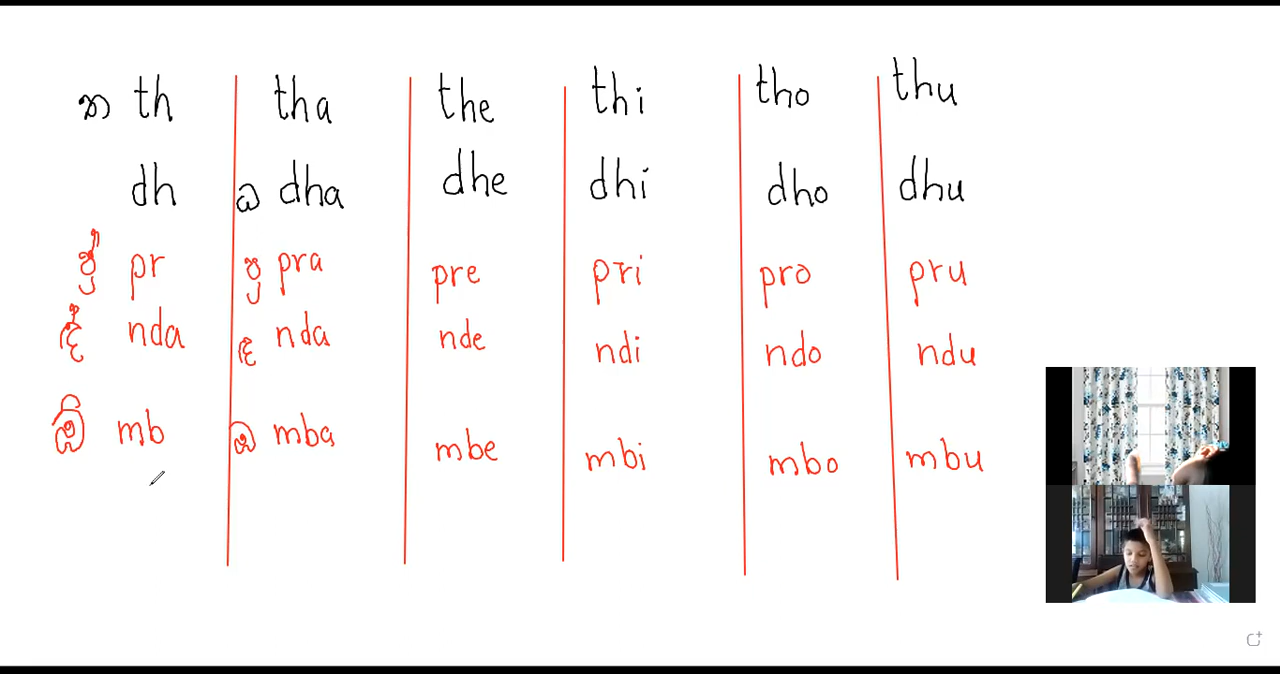 ත th tha the thi tho thu
dh ධ dha dhe dhi dho dhu
ප්‍ර් pr ප්‍ර pra pre pri pro pru
ඳ් nda ඳ nda nde ndi ndo ndu
ඹ් mb ඹ mba mbe mbi mbo mbu